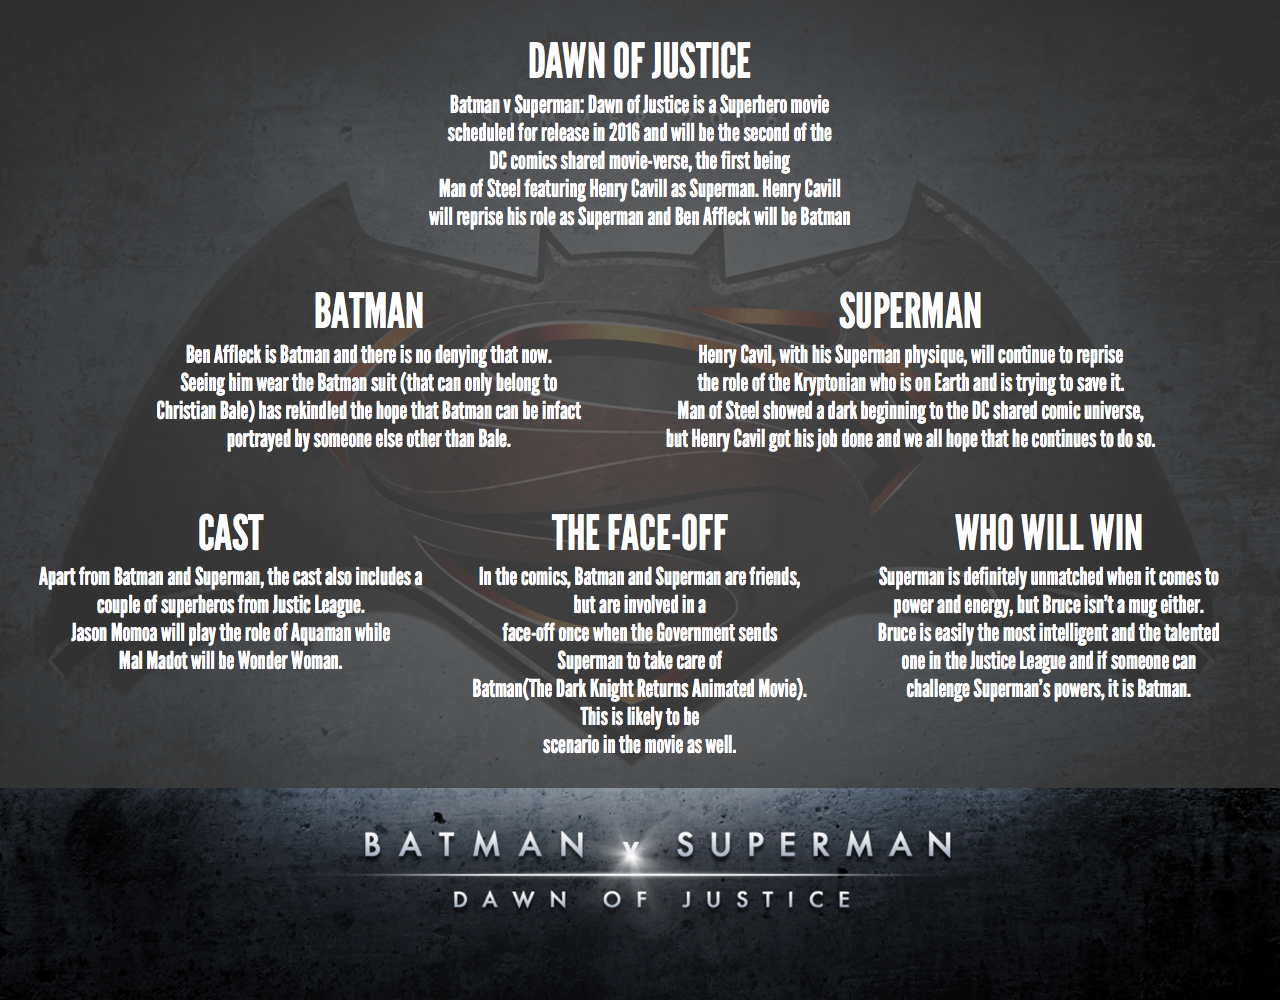 DAWN OF JUSTICE
Batman v Superman: Dawn of Justice is a Superhero movie
scheduled for release in 2016 and will be the second of the
DC comics shared movie-verse, the first being
Man of Steel featuring Henry Cavill as Superman. Henry Cavill
will reprise his role as Superman and Ben Affleck will be Batman
BATMAN
Ben Affleck is Batman and there is no denying that now.
Seeing him wear the Batman suit (that can only belong to
Christian Bale) has rekindled the hope that Batman can be infact
portrayed by someone else other than Bale.
SUPERMAN
Henry Cavil, with his Superman physique, will continue to reprise
the role of the Kryptonian who is on Earth and is trying to save it.
Man of Steel showed a dark beginning to the DC shared comic universe,
but Henry Cavil got his job done and we all hope that he continues to do so.
CAST
Apart from Batman and Superman, the cast also includes a
couple of superheros from Justic League.
Jason Momoa will play the role of Aquaman while
Mal Madot will be Wonder Woman.
THE FACE-OFF
In the comics, Batman and Superman are friends,
but are involved in a
face-off once when the Government sends
Superman to take care of
Batman(The Dark Knight Returns Animated Movie).
This is likely to be
scenario in the movie as well.
WHO WILL WIN
Superman is definitely unmatched when it comes to
power and energy, but Bruce isn't a mug either.
Bruce is easily the most intelligent and the talented
one in the Justice League and if someone can
challenge Superman's powers, it is Batman.
BATMAN v SUPERMAN
DAWN OF JUSTICE